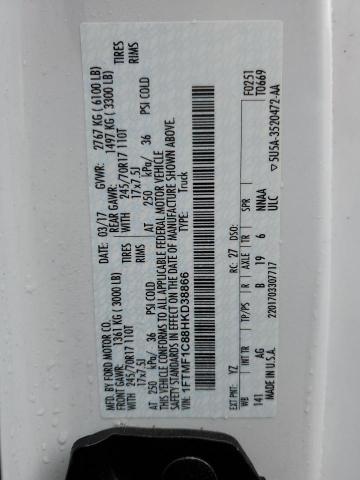 MFD. BY FORD MOTOR CO.
DATE: 03/17 GVWR: 2767 KG (6100 LB)
FRONT GAWR: 1361 KG (3000 LB) REAR GAWR: 1497 KG (3300 LB)
WITH 245/70R17 110T TIRES WITH 245/70R17 110T TIRES
17x7.5J RIMS 17x7.5J RIMS
AT 250 kPa/ 36 PSI COLD AT 250 kPa/ 36 PSI COLD
THIS VEHICLE CONFORMS TO ALL APPLICABLE FEDERAL MOTOR VEHICLE
SAFETY STANDARDS IN EFFECT ON THE DATE OF MANUFACTURE SHOWN ABOVE.
VIN: 1FTMF1C88HKD38866 TYPE: Truck
F0251
T0669
EXT PNT: YZ RC: 27 DSO:
WB INT TR TP/PS R AXLE TR SPR
141 AG B 19 6 NNAA
ULC
2201703307717
MADE IN U.S.A. ▽5U5A-3520472-AA